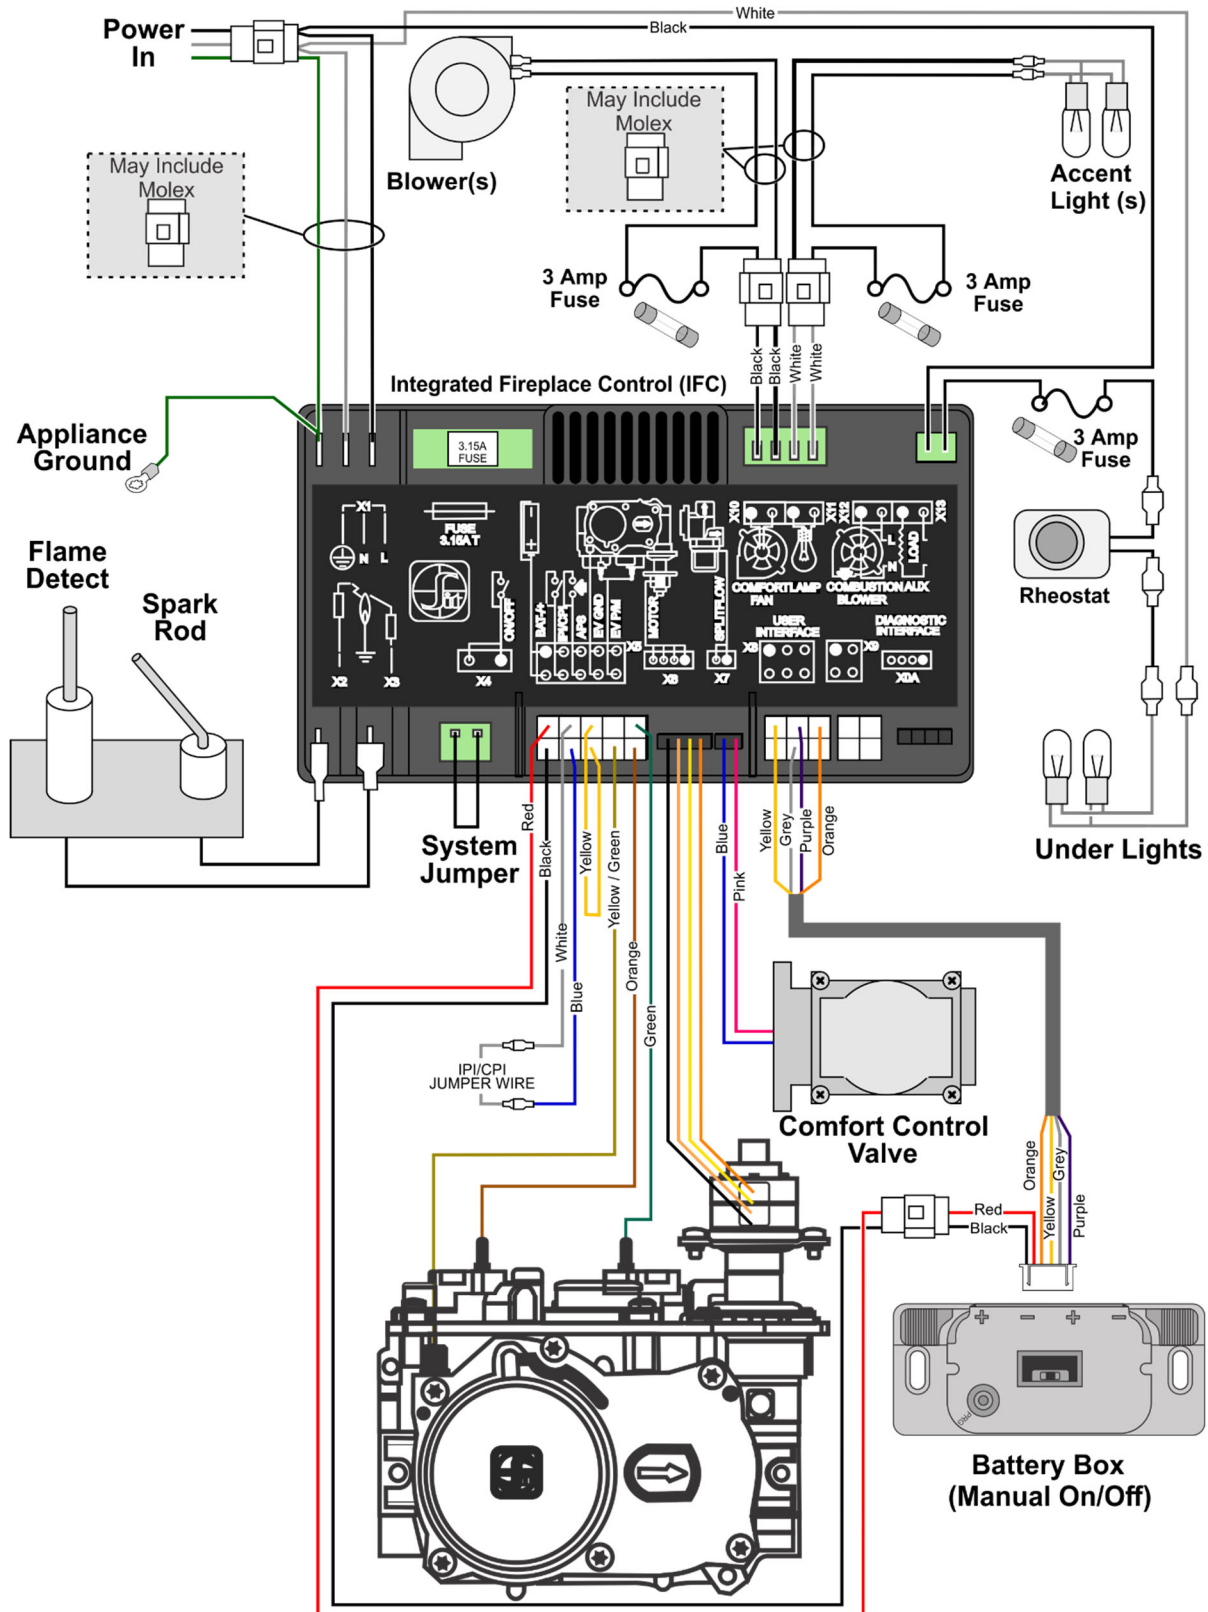 Power
In
White
Black
May Include
Molex
Blower(s)
May Include
Molex
Accent
Light (s)
3 Amp
Fuse
3 Amp
Fuse
Black
Black
White
White
Integrated Fireplace Control (IFC)
Appliance
Ground
3.15A
FUSE
3 Amp
Fuse
Rheostat
Flame
Detect
Spark
Rod
X1
N
L
FUSE
3.15A T
ON/OFF
BAT-/+
IPI/CPI
APS
EV GND
EV P/M
MOTOR
SPLITFLOW
X10
X11
X12
X13
L
N
LOAD
COMFORT
FAN
LAMP
COMBUSTION
BLOWER
AUX
USER
INTERFACE
DIAGNOSTIC
INTERFACE
X2
X3
X4
X5
X6
X7
X8
X9
X0A
System
Jumper
Red
Black
White
Blue
Yellow
Yellow / Green
Orange
Green
Blue
Pink
Yellow
Grey
Purple
Orange
Under Lights
IPI/CPI
JUMPER WIRE
Comfort Control
Valve
Orange
Yellow
Grey
Purple
Red
Black
+ − + −
PRG
Battery Box
(Manual On/Off)